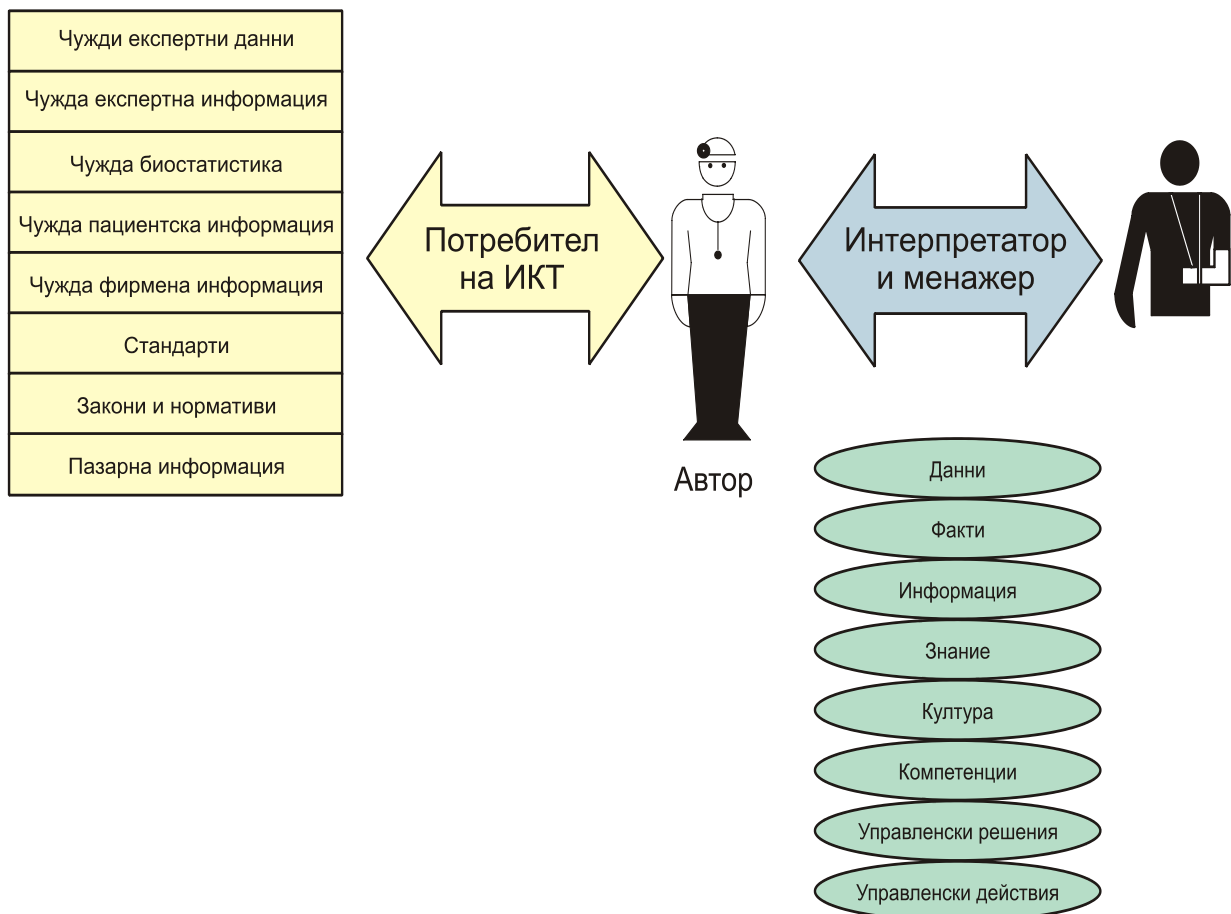 Чужди експертни данни
Чужда експертна информация
Чужда биостатистика
Чужда пациентска информация
Чужда фирмена информация
Стандарти
Закони и нормативи
Пазарна информация
Потребител
на ИКТ
Автор
Интерпретатор
и менажер
Данни
Факти
Информация
Знание
Култура
Компетенции
Управленски решения
Управленски действия